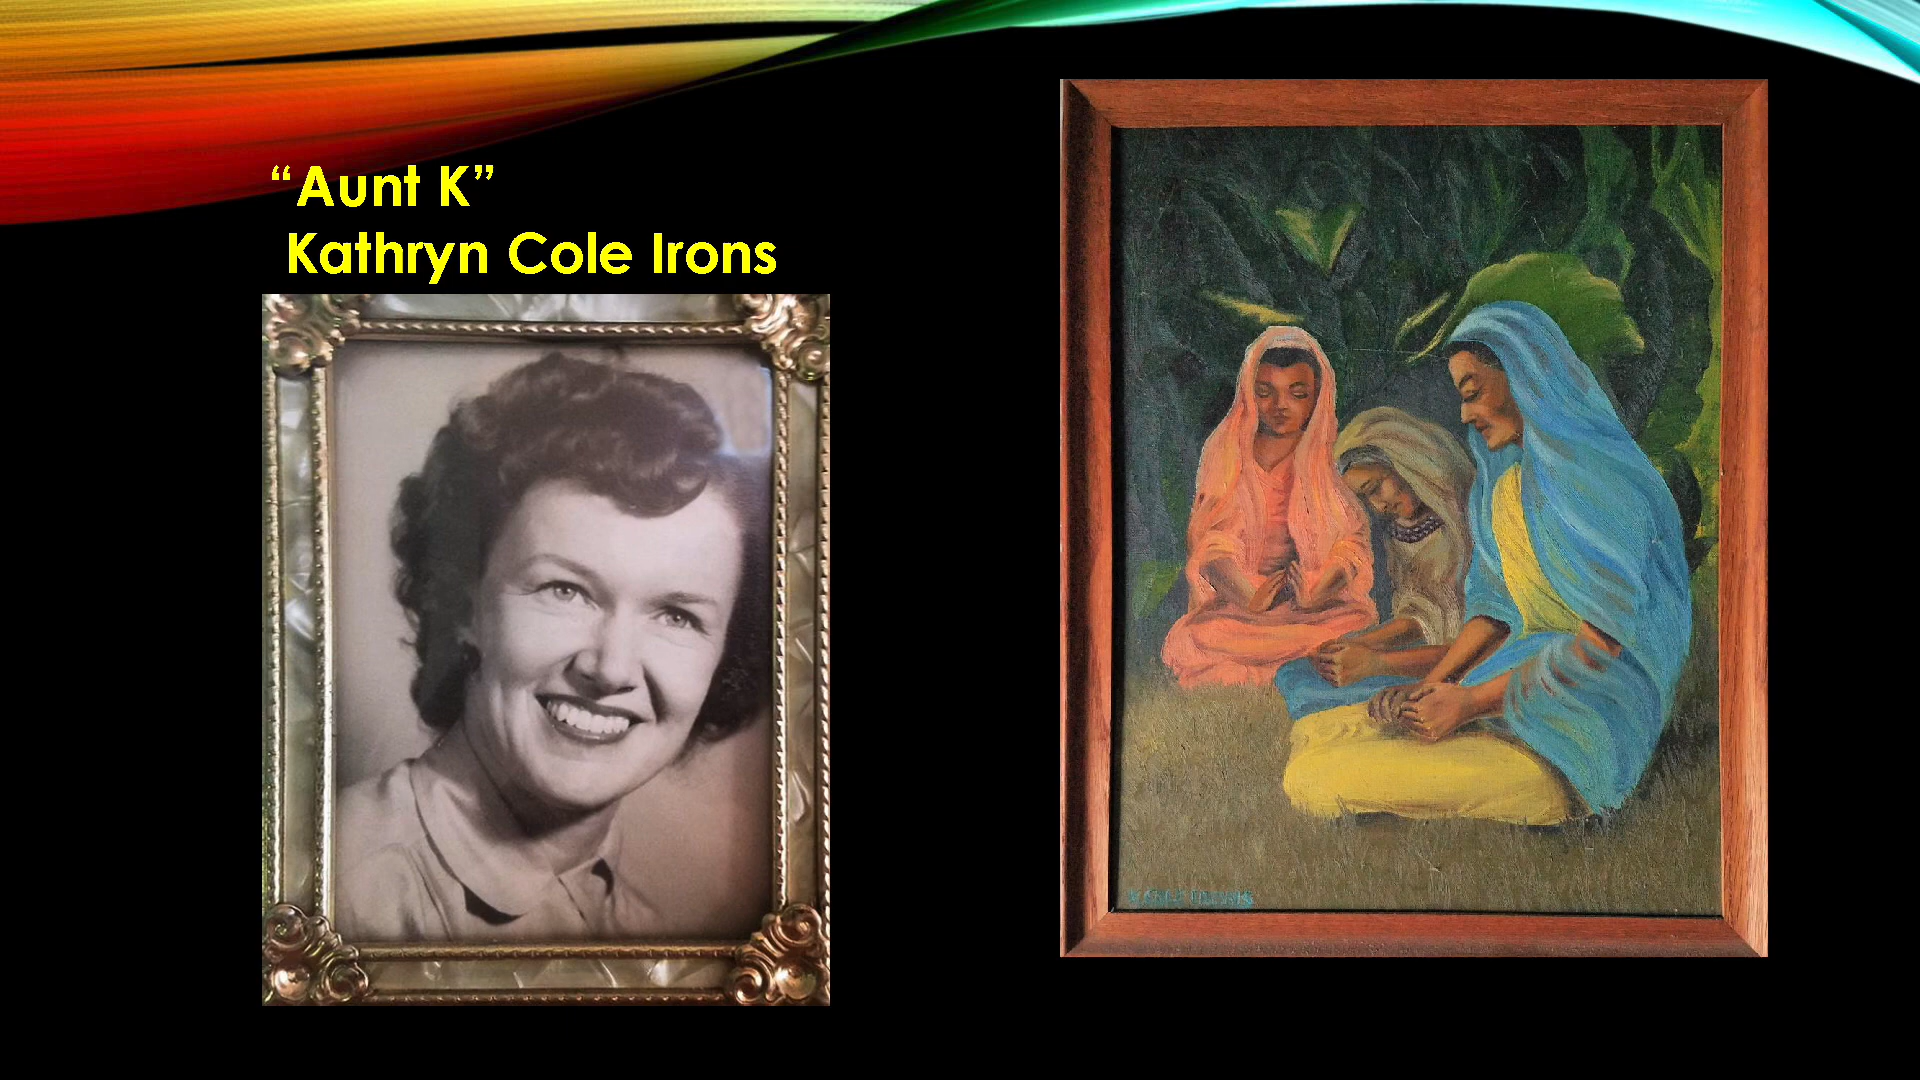 “Aunt K”
Kathryn Cole Irons